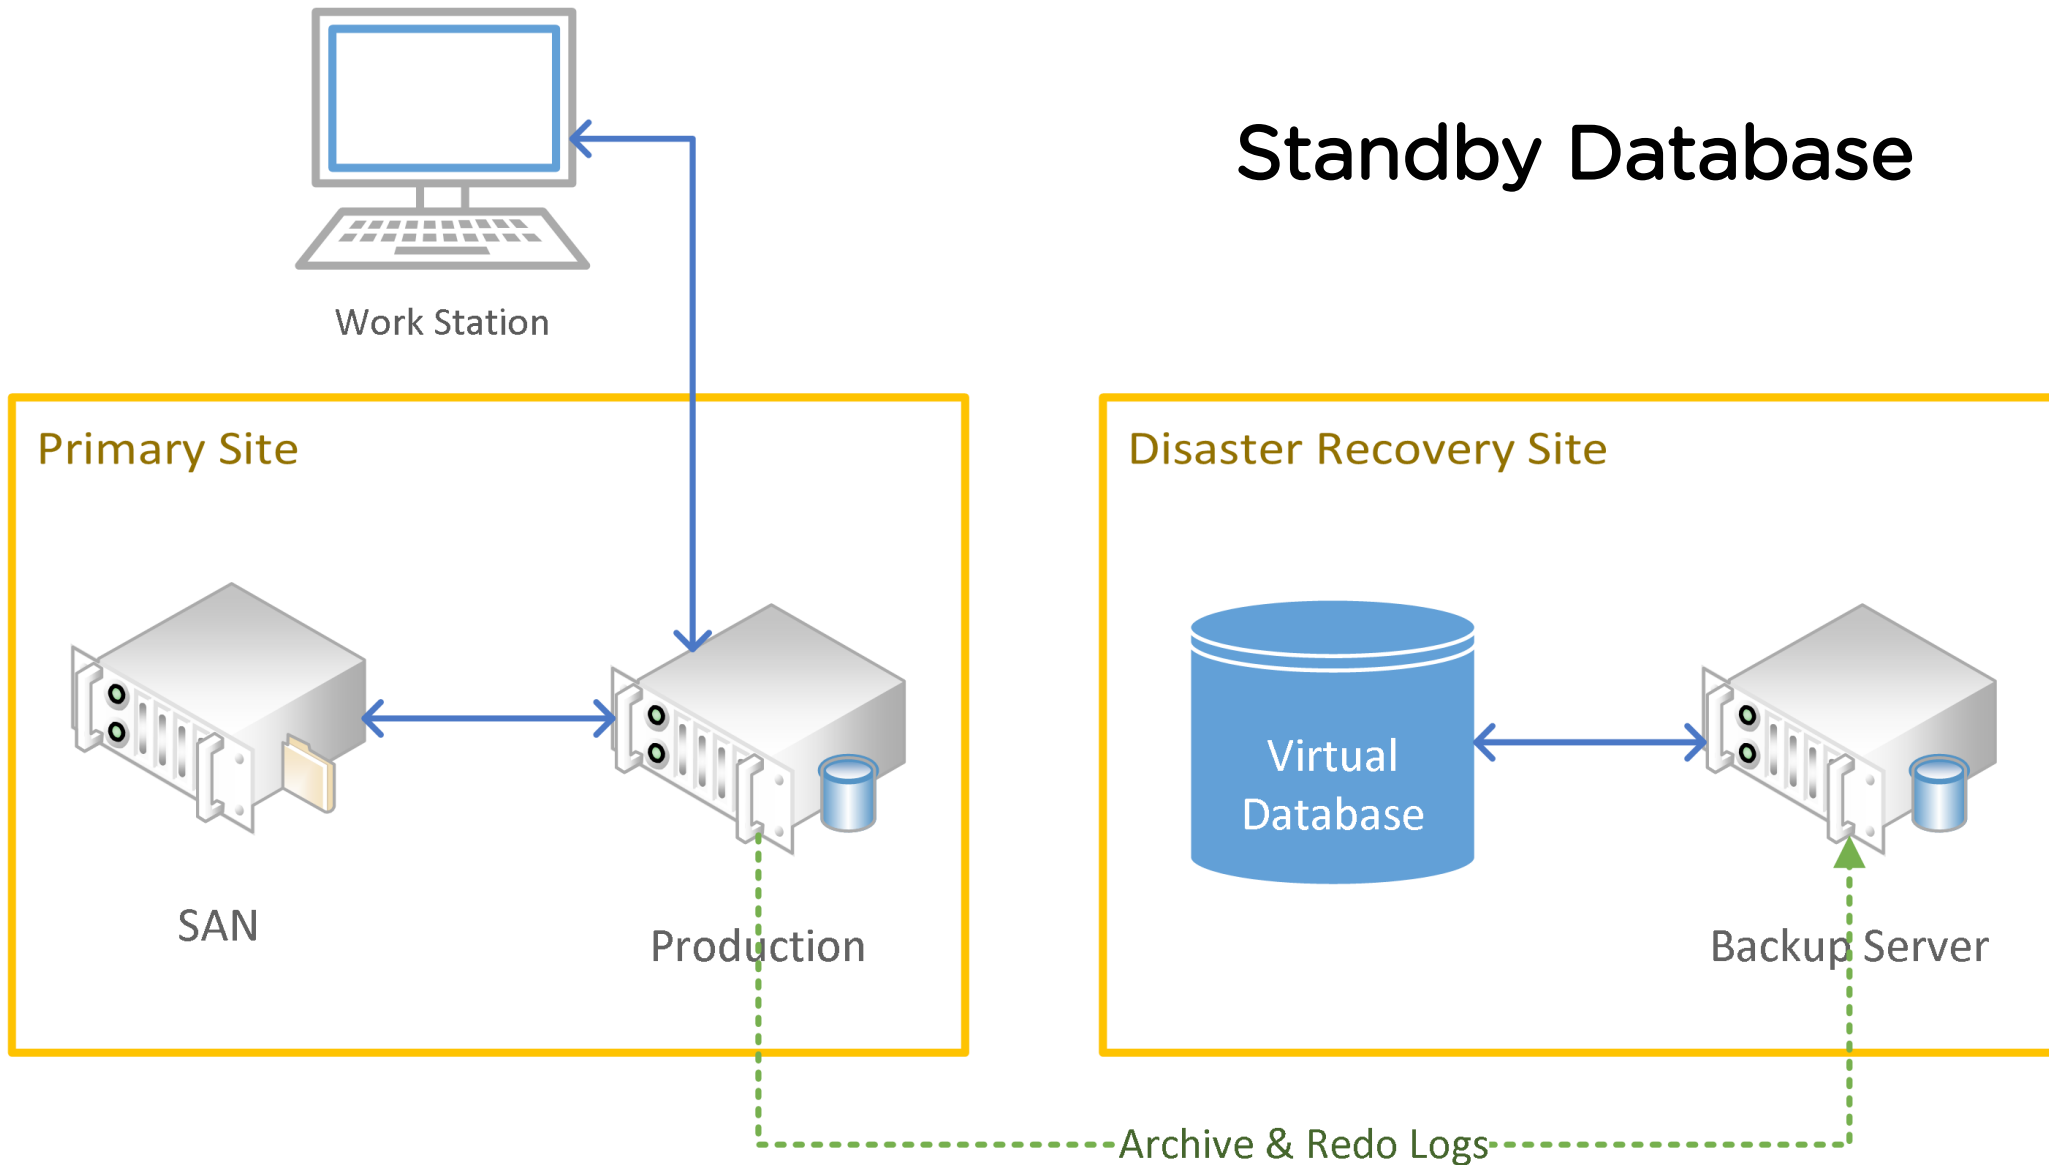 Standby Database
Work Station
Primary Site
Disaster Recovery Site
Virtual
Database
SAN
Production
Backup Server
Archive & Redo Logs